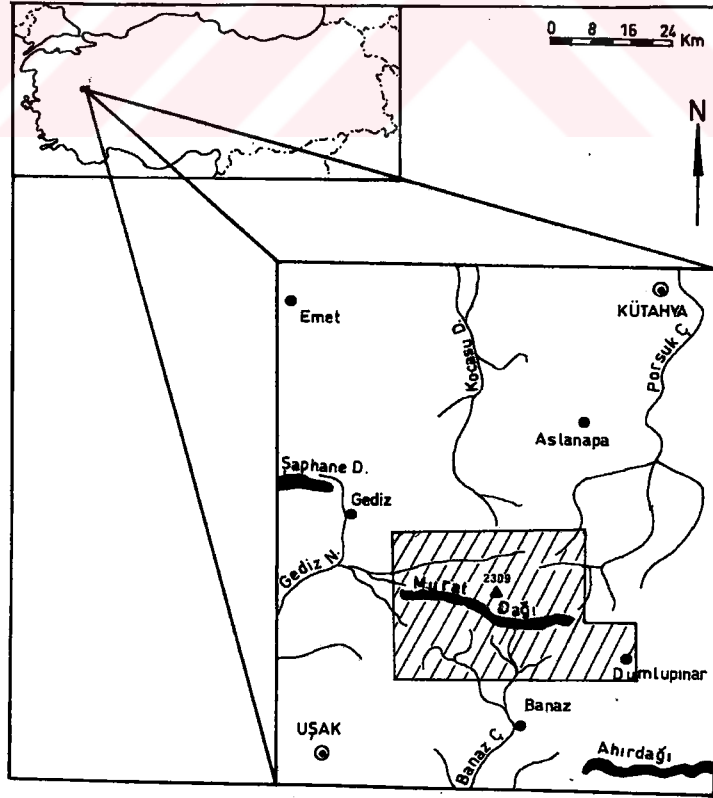 0 8 16 24 Km
N
Emet
KÜTAHYA
Kocasu D.
Porsuk Ç.
Aslanapa
Şaphane D.
Gediz
Gediz N.
2309
Murat
Dağı
Dumlupınar
Banaz
UŞAK
Banaz Ç.
Ahırdağı